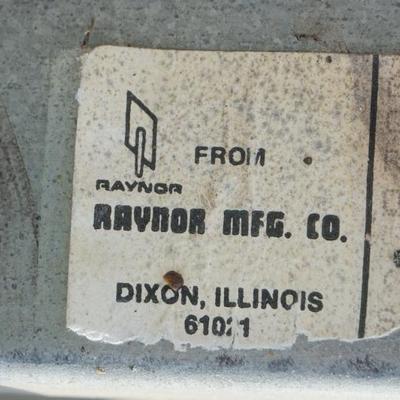 FROM
RAYNOR
RAYNOR MFG. CO.
DIXON, ILLINOIS
61021